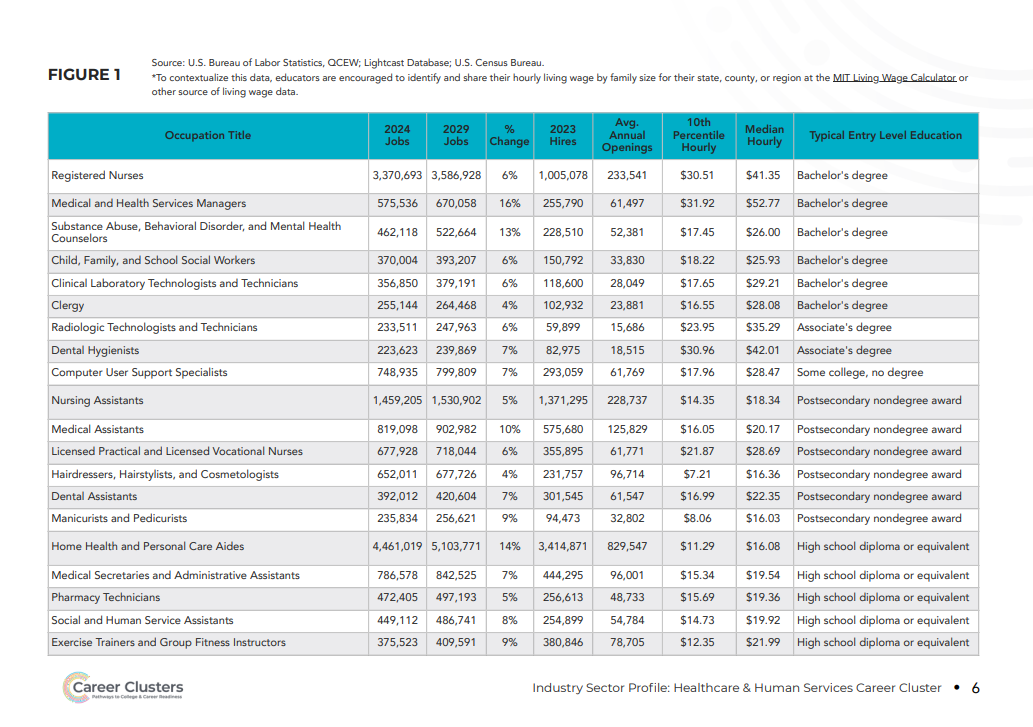 FIGURE 1
Source: U.S. Bureau of Labor Statistics, QCEW; Lightcast Database; U.S. Census Bureau.
*To contextualize this data, educators are encouraged to identify and share their hourly living wage by family size for their state, county, or region at the MIT Living Wage Calculator or
other source of living wage data.
Occupation Title 2024 Jobs 2029 Jobs % Change 2023 Hires Avg. Annual Openings 10th Percentile Hourly Median Hourly Typical Entry Level Education
Registered Nurses 3,370,693 3,586,928 6% 1,005,078 233,541 $30.51 $41.35 Bachelor's degree
Medical and Health Services Managers 575,536 670,058 16% 255,790 61,497 $31.92 $52.77 Bachelor's degree
Substance Abuse, Behavioral Disorder, and Mental Health Counselors 462,118 522,664 13% 228,510 52,381 $17.45 $26.00 Bachelor's degree
Child, Family, and School Social Workers 370,004 393,207 6% 150,792 33,830 $18.22 $25.93 Bachelor's degree
Clinical Laboratory Technologists and Technicians 356,850 379,191 6% 118,600 28,049 $17.65 $29.21 Bachelor's degree
Clergy 255,144 264,468 4% 102,932 23,881 $16.55 $28.08 Bachelor's degree
Radiologic Technologists and Technicians 233,511 247,963 6% 59,899 15,686 $23.95 $35.29 Associate's degree
Dental Hygienists 223,623 239,869 7% 82,975 18,515 $30.96 $42.01 Associate's degree
Computer User Support Specialists 748,935 799,809 7% 293,059 61,769 $17.96 $28.47 Some college, no degree
Nursing Assistants 1,459,205 1,530,902 5% 1,371,295 228,737 $14.35 $18.34 Postsecondary nondegree award
Medical Assistants 819,098 902,982 10% 575,680 125,829 $16.05 $20.17 Postsecondary nondegree award
Licensed Practical and Licensed Vocational Nurses 677,928 718,044 6% 355,895 61,771 $21.87 $28.69 Postsecondary nondegree award
Hairdressers, Hairstylists, and Cosmetologists 652,011 677,726 4% 231,757 96,714 $7.21 $16.36 Postsecondary nondegree award
Dental Assistants 392,012 420,604 7% 301,545 61,547 $16.99 $22.35 Postsecondary nondegree award
Manicurists and Pedicurists 235,834 256,621 9% 94,473 32,802 $8.06 $16.03 Postsecondary nondegree award
Home Health and Personal Care Aides 4,461,019 5,103,771 14% 3,414,871 829,547 $11.29 $16.08 High school diploma or equivalent
Medical Secretaries and Administrative Assistants 786,578 842,525 7% 444,295 96,001 $15.34 $19.54 High school diploma or equivalent
Pharmacy Technicians 472,405 497,193 5% 256,613 48,733 $15.69 $19.36 High school diploma or equivalent
Social and Human Service Assistants 449,112 486,741 8% 254,899 54,784 $14.73 $19.92 High school diploma or equivalent
Exercise Trainers and Group Fitness Instructors 375,523 409,591 9% 380,846 78,705 $12.35 $21.99 High school diploma or equivalent
Career Clusters
Pathways to College & Career Readiness
Industry Sector Profile: Healthcare & Human Services Career Cluster • 6